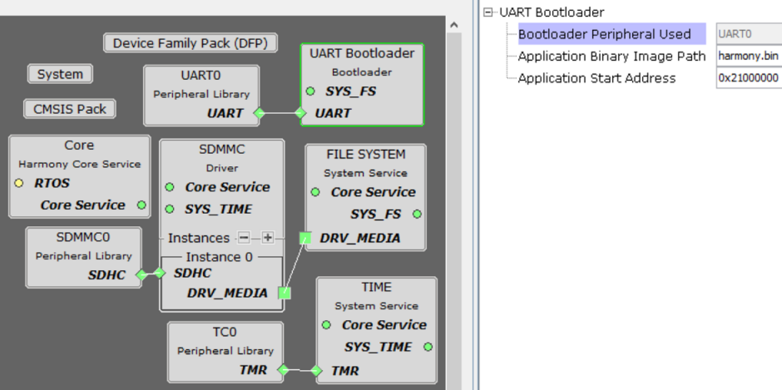 Device Family Pack (DFP)
System
CMSIS Pack
UART0
Peripheral Library
UART
UART Bootloader
Bootloader
SYS_FS
UART
Core
Harmony Core Service
RTOS
Core Service
SDMMC
Driver
Core Service
SYS_TIME
Instances
Instance 0
SDHC
DRV_MEDIA
FILE SYSTEM
System Service
Core Service
SYS_FS
DRV_MEDIA
SDMMC0
Peripheral Library
SDHC
TIME
System Service
Core Service
SYS_TIME
TMR
TC0
Peripheral Library
TMR
UART Bootloader
Bootloader Peripheral Used UART0
Application Binary Image Path harmony.bin
Application Start Address 0x21000000